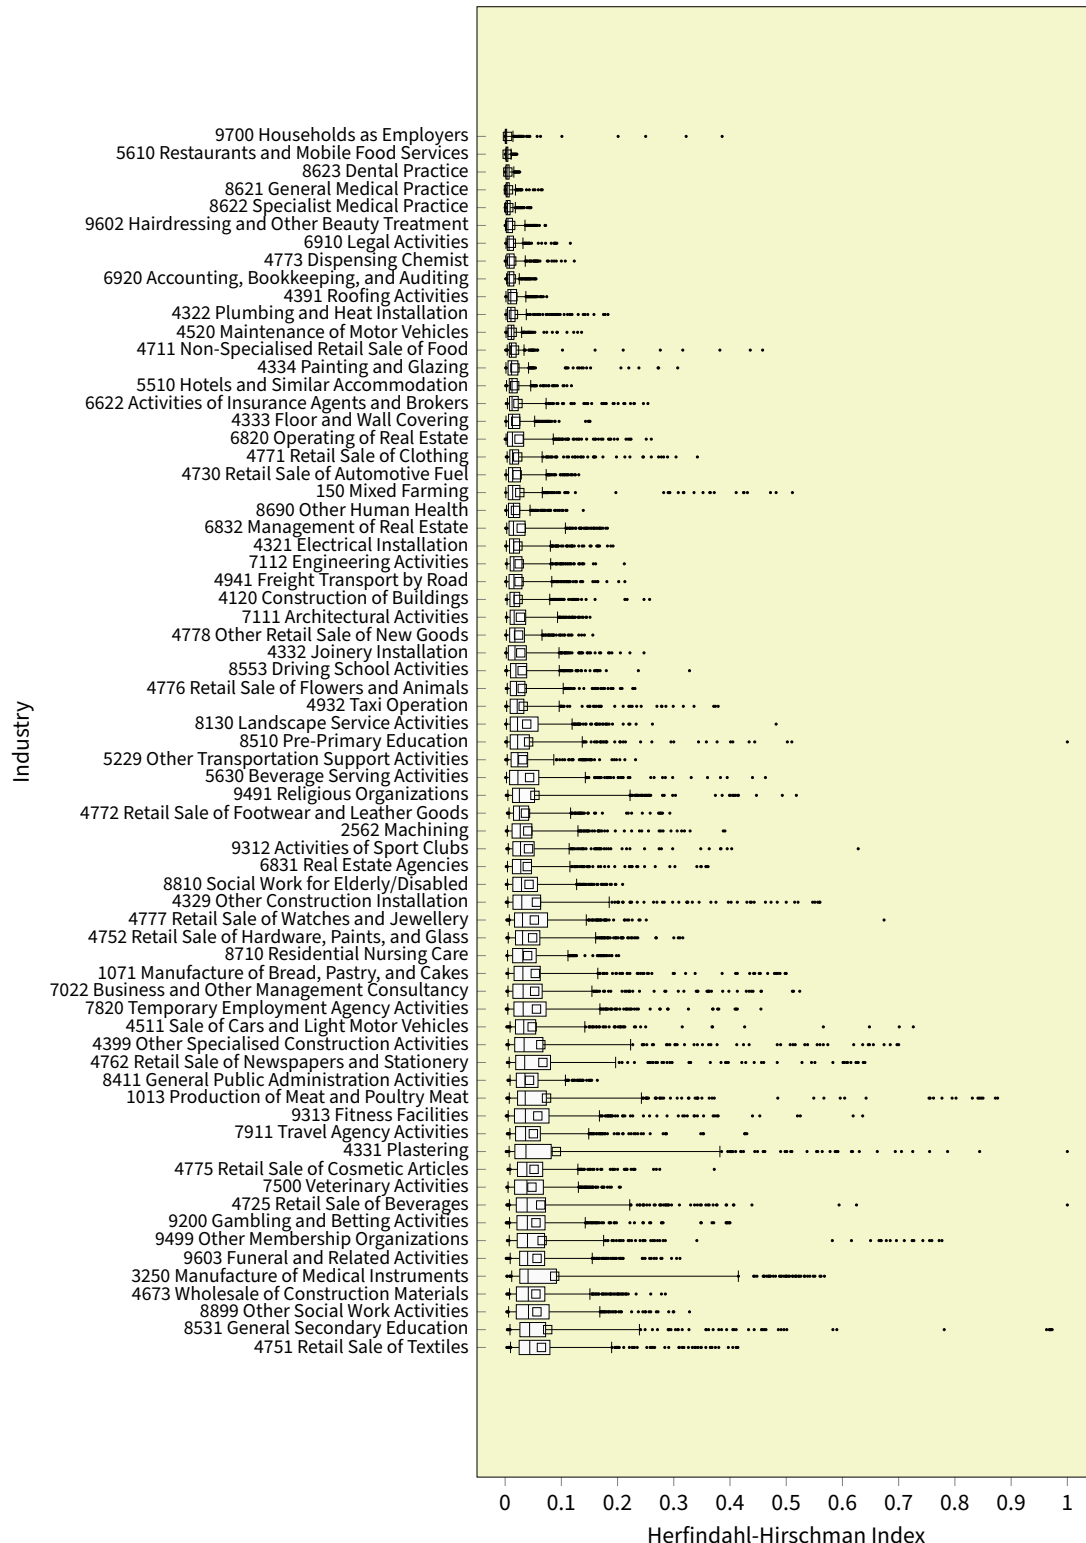 9700 Households as Employers
5610 Restaurants and Mobile Food Services
8623 Dental Practice
8621 General Medical Practice
8622 Specialist Medical Practice
9602 Hairdressing and Other Beauty Treatment
6910 Legal Activities
4773 Dispensing Chemist
6920 Accounting, Bookkeeping, and Auditing
4391 Roofing Activities
4322 Plumbing and Heat Installation
4520 Maintenance of Motor Vehicles
4711 Non-Specialised Retail Sale of Food
4334 Painting and Glazing
5510 Hotels and Similar Accommodation
6622 Activities of Insurance Agents and Brokers
4333 Floor and Wall Covering
6820 Operating of Real Estate
4771 Retail Sale of Clothing
4730 Retail Sale of Automotive Fuel
150 Mixed Farming
8690 Other Human Health
6832 Management of Real Estate
4321 Electrical Installation
7112 Engineering Activities
4941 Freight Transport by Road
4120 Construction of Buildings
7111 Architectural Activities
4778 Other Retail Sale of New Goods
4332 Joinery Installation
8553 Driving School Activities
4776 Retail Sale of Flowers and Animals
4932 Taxi Operation
8130 Landscape Service Activities
8510 Pre-Primary Education
5229 Other Transportation Support Activities
5630 Beverage Serving Activities
9491 Religious Organizations
4772 Retail Sale of Footwear and Leather Goods
2562 Machining
9312 Activities of Sport Clubs
6831 Real Estate Agencies
8810 Social Work for Elderly/Disabled
4329 Other Construction Installation
4777 Retail Sale of Watches and Jewellery
4752 Retail Sale of Hardware, Paints, and Glass
8710 Residential Nursing Care
1071 Manufacture of Bread, Pastry, and Cakes
7022 Business and Other Management Consultancy
7820 Temporary Employment Agency Activities
4511 Sale of Cars and Light Motor Vehicles
4399 Other Specialised Construction Activities
4762 Retail Sale of Newspapers and Stationery
8411 General Public Administration Activities
1013 Production of Meat and Poultry Meat
9313 Fitness Facilities
7911 Travel Agency Activities
4331 Plastering
4775 Retail Sale of Cosmetic Articles
7500 Veterinary Activities
4725 Retail Sale of Beverages
9200 Gambling and Betting Activities
9499 Other Membership Organizations
9603 Funeral and Related Activities
3250 Manufacture of Medical Instruments
4673 Wholesale of Construction Materials
8899 Other Social Work Activities
8531 General Secondary Education
4751 Retail Sale of Textiles
Industry
0 0.1 0.2 0.3 0.4 0.5 0.6 0.7 0.8 0.9 1
Herfindahl-Hirschman Index